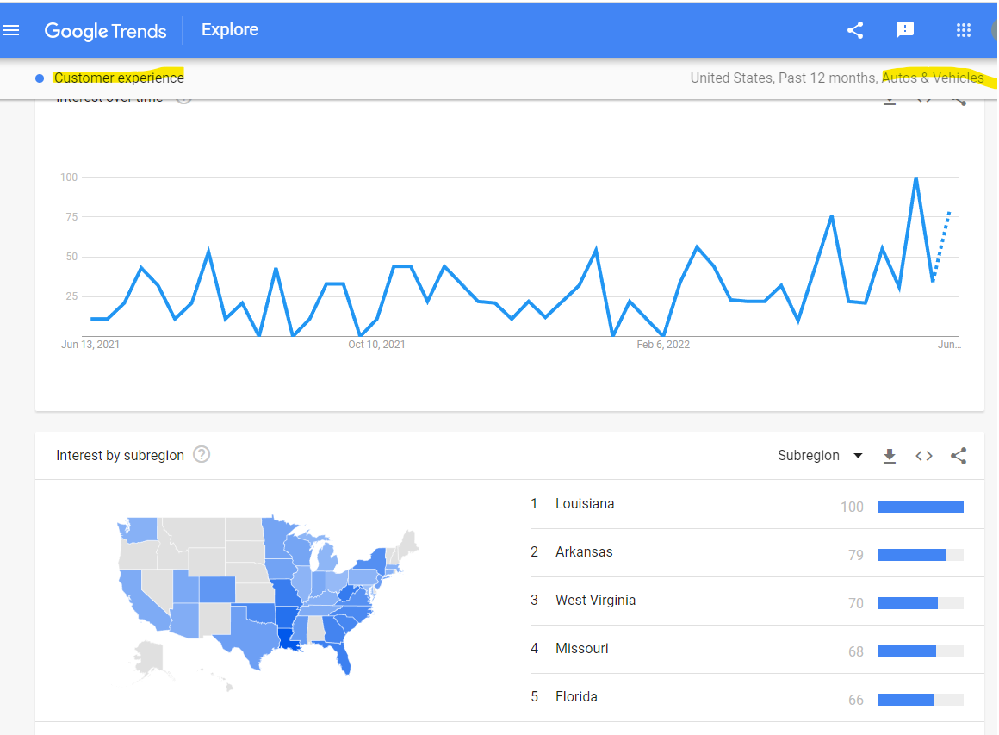 Google Trends Explore
Customer experience United States, Past 12 months, Autos & Vehicles
Interest over time
100
75
50
25
Jun 13, 2021 Oct 10, 2021 Feb 6, 2022 Jun...
Interest by subregion ? Subregion
1 Louisiana 100
2 Arkansas 79
3 West Virginia 70
4 Missouri 68
5 Florida 66